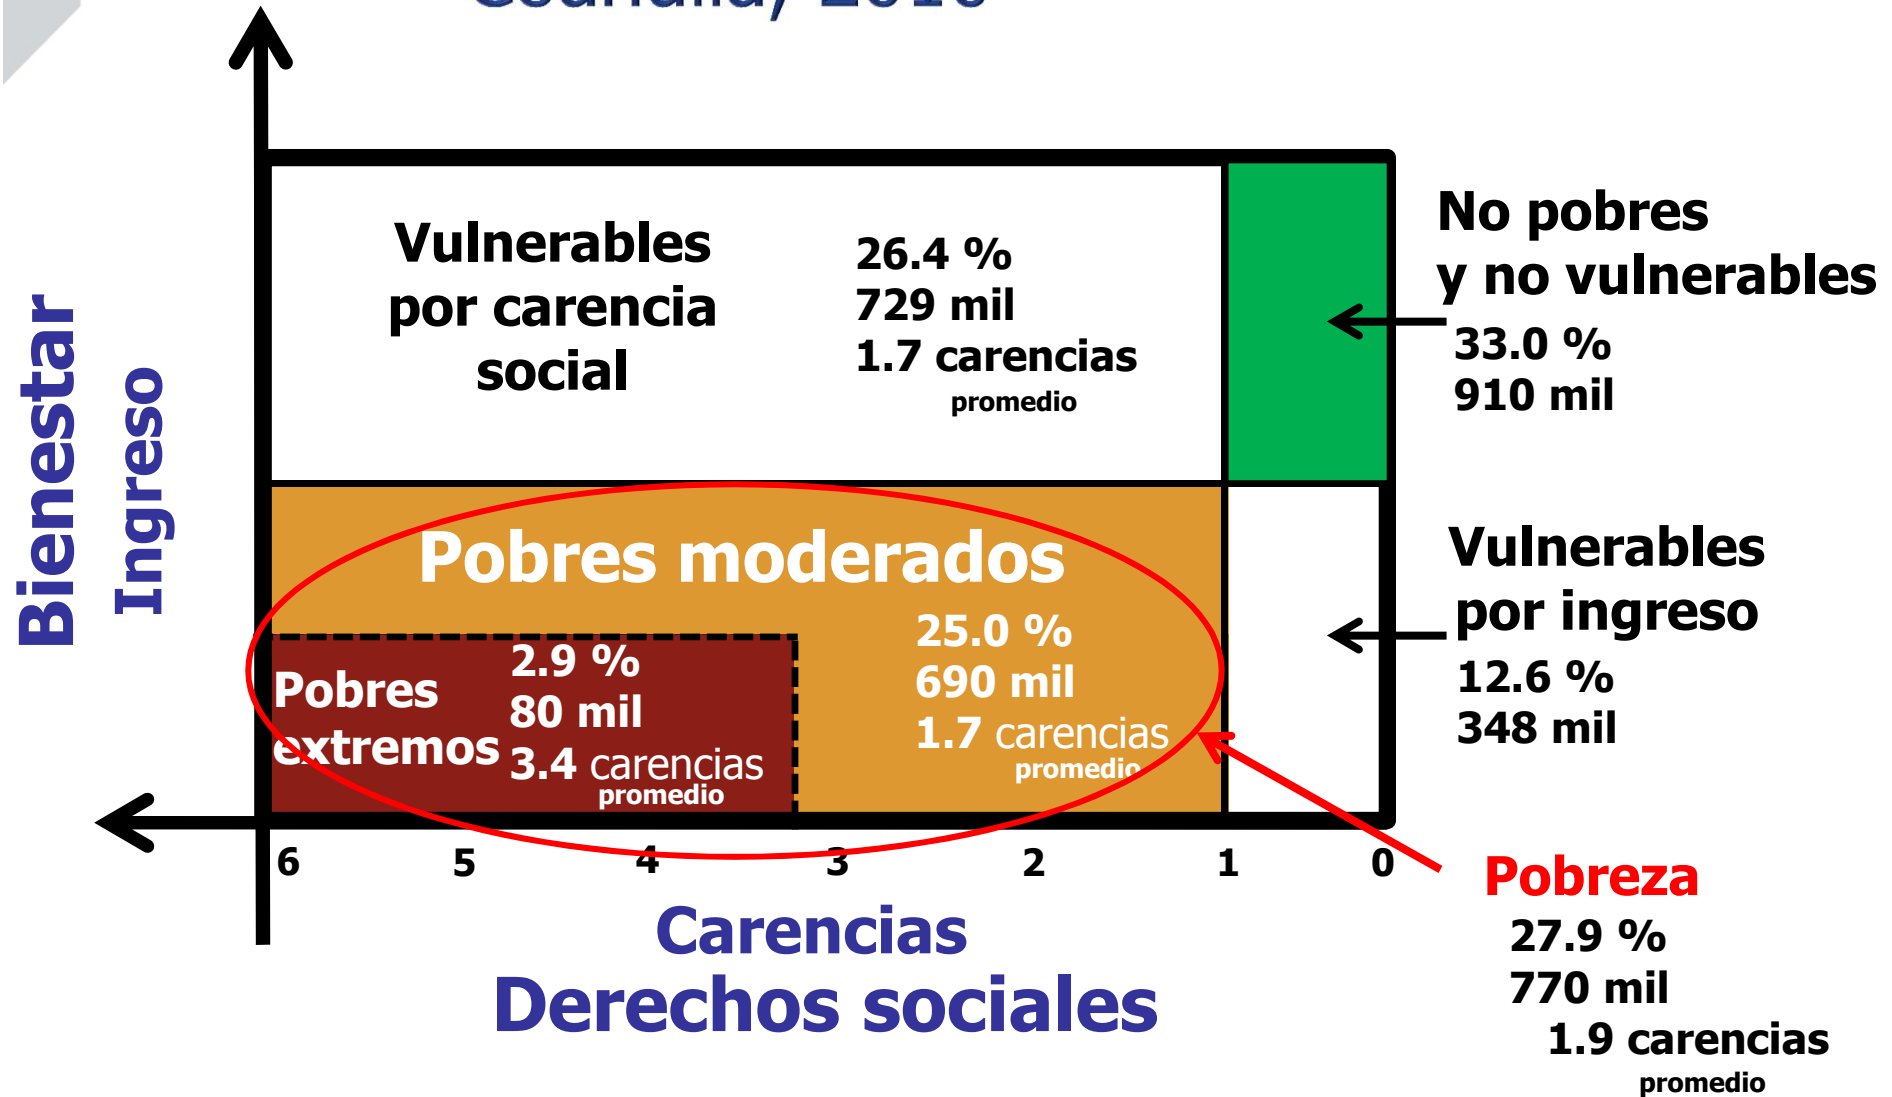 Coahuila, 2010
Vulnerables
por carencia
social
26.4 %
729 mil
1.7 carencias
promedio
No pobres
y no vulnerables
33.0 %
910 mil
Bienestar
Ingreso
Pobres moderados
25.0 %
690 mil
1.7 carencias
promedio
Pobres
extremos
2.9 %
80 mil
3.4 carencias
promedio
Vulnerables
por ingreso
12.6 %
348 mil
6 5 4 3 2 1 0
Carencias
Derechos sociales
Pobreza
27.9 %
770 mil
1.9 carencias
promedio